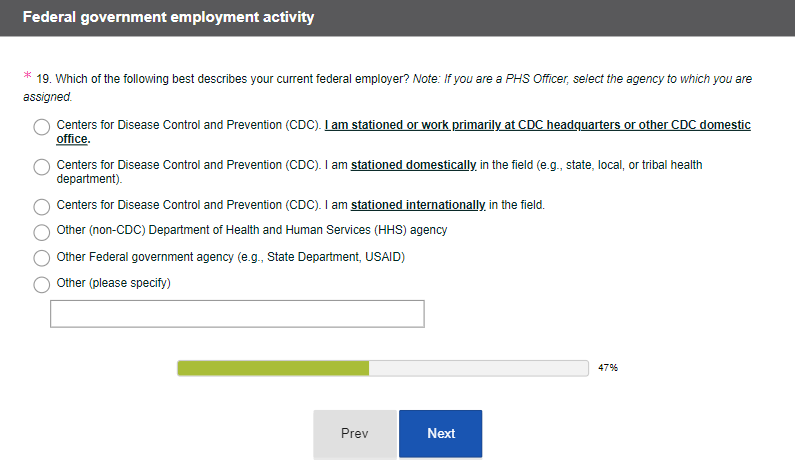 Federal government employment activity
* 19. Which of the following best describes your current federal employer? Note: If you are a PHS Officer, select the agency to which you are
assigned.
Centers for Disease Control and Prevention (CDC). I am stationed or work primarily at CDC headquarters or other CDC domestic
office.
Centers for Disease Control and Prevention (CDC). I am stationed domestically in the field (e.g., state, local, or tribal health
department).
Centers for Disease Control and Prevention (CDC). I am stationed internationally in the field.
Other (non-CDC) Department of Health and Human Services (HHS) agency
Other Federal government agency (e.g., State Department, USAID)
Other (please specify)
47%
Prev
Next